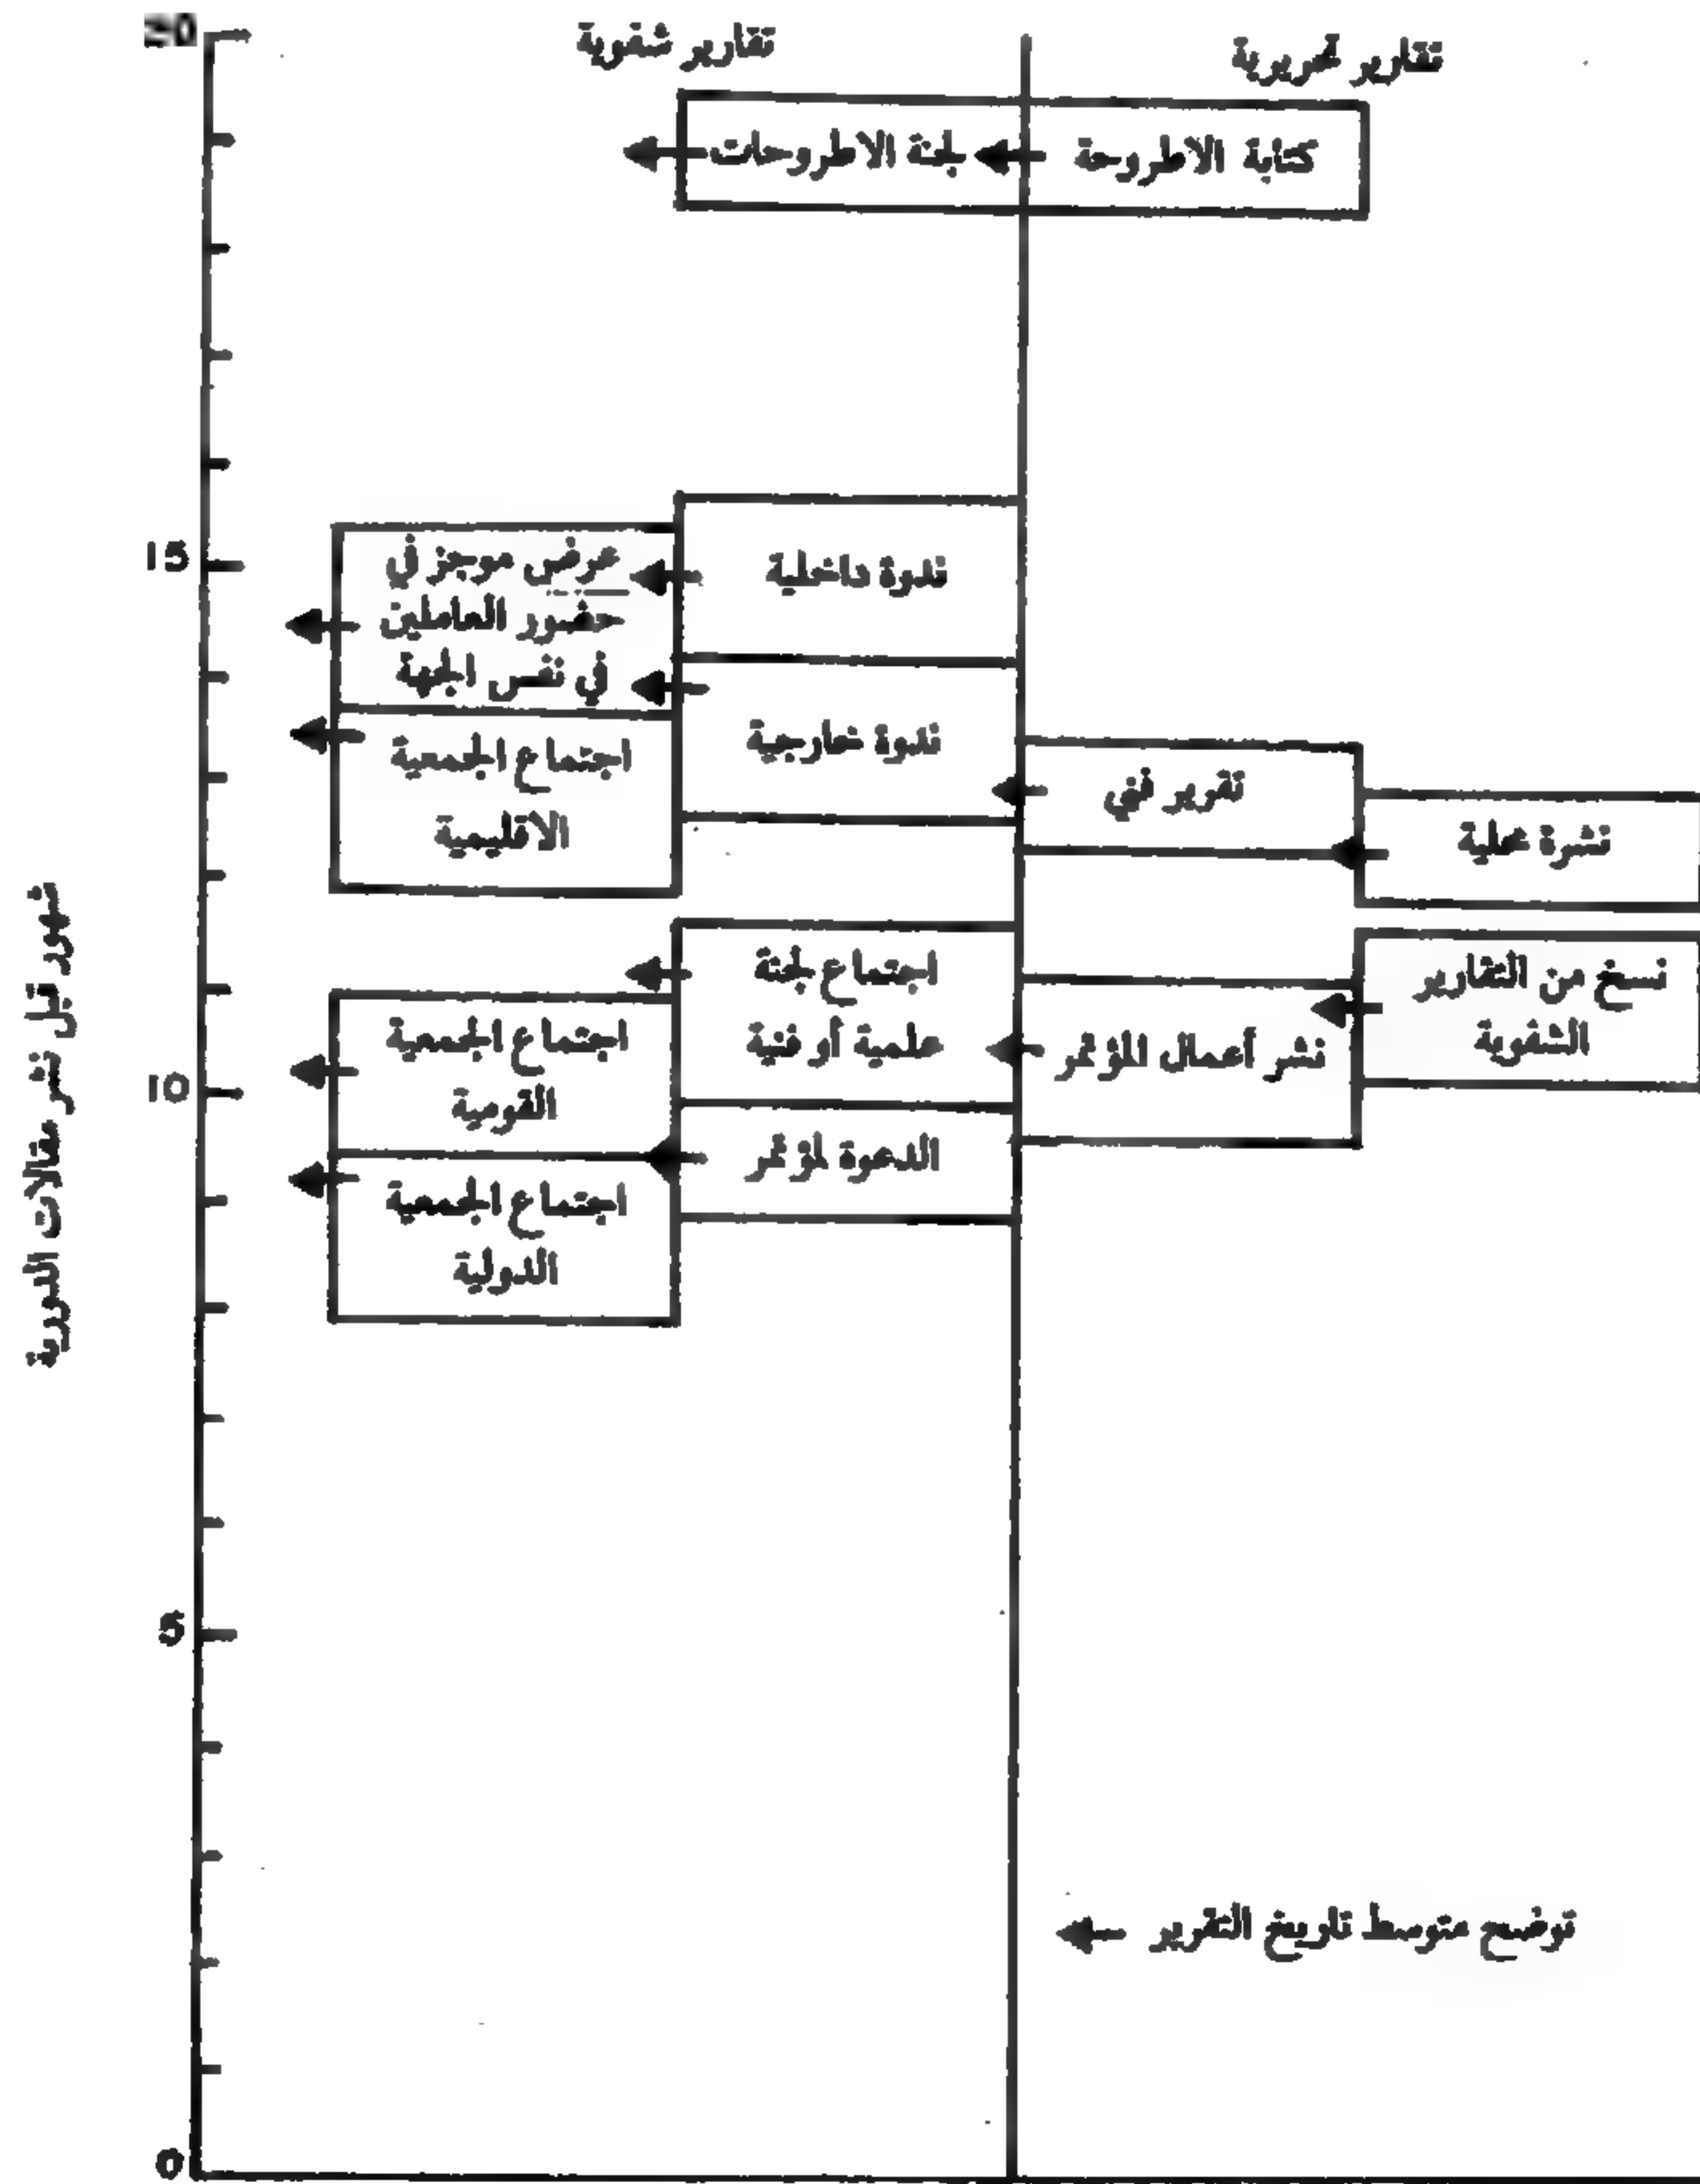 تقارير تحريرية
تقارير شفوية
20
كتابة الاطروحة
لجنة الاطروحات
15
ندوة داخلية
عرض موجز في
حضور العاملين
في نفس الجهة
ندوة خارجية
اجتماع الجمعية
الاقليمية
تقرير فني
نشرة محلية
نسخ من التقارير
الشفوية
نشر أعمال المؤتمر
اجتماع لجنة
علمية أو فنية
اجتماع الجمعية
القومية
10
الدعوة لمؤتمر
اجتماع الجمعية
الدولية
شهور قبل نشر مقالات الدورية
5
توضح متوسط تاريخ التقرير
0